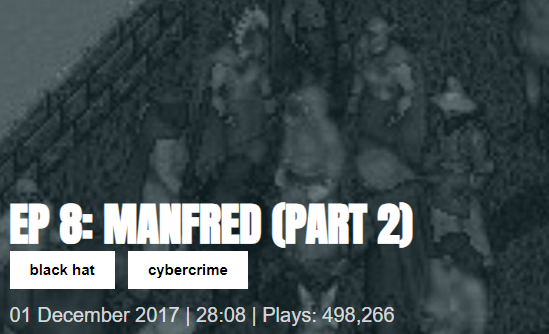 EP 8: MANFRED (PART 2)
black hat cybercrime
01 December 2017 | 28:08 | Plays: 498,266